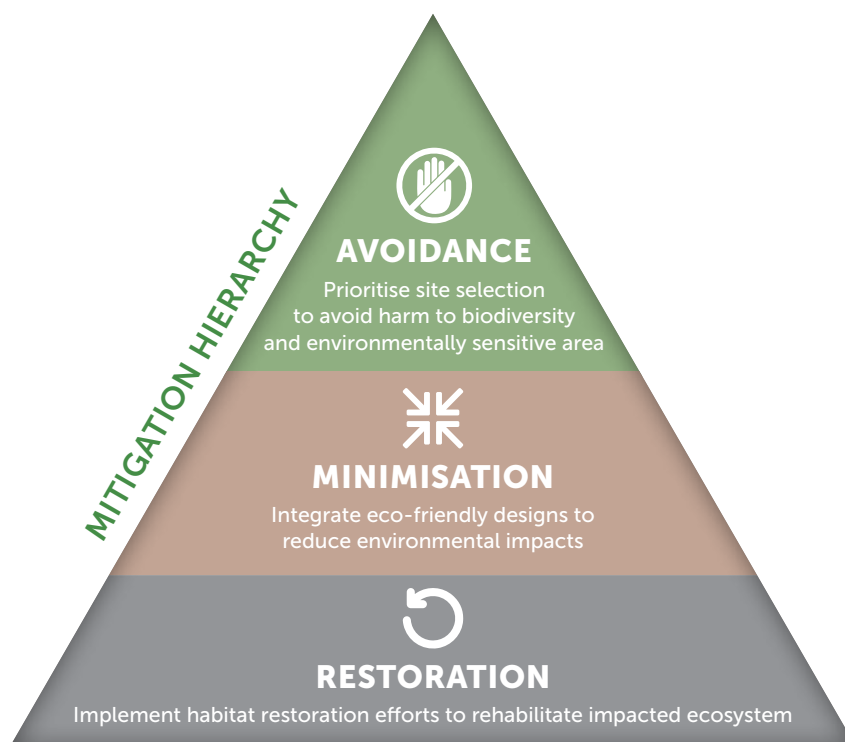 MITIGATION HIERARCHY
AVOIDANCE
Prioritise site selection
to avoid harm to biodiversity
and environmentally sensitive area
MINIMISATION
Integrate eco-friendly designs to
reduce environmental impacts
RESTORATION
Implement habitat restoration efforts to rehabilitate impacted ecosystem